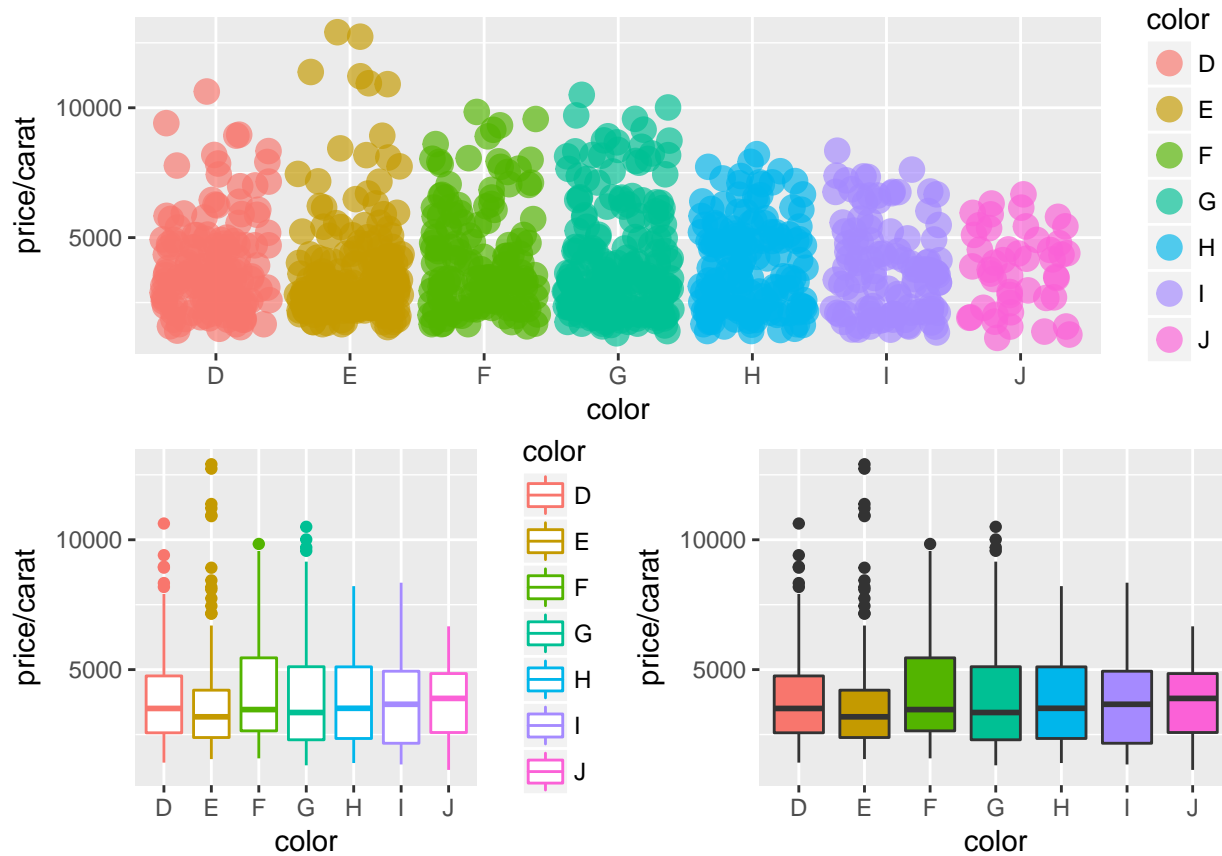 color
D
E
F
G
H
I
J
price/carat
10000
5000
D E F G H I J
color
price/carat
10000
5000
D E F G H I J
color
color
D
E
F
G
H
I
J
price/carat
10000
5000
D E F G H I J
color